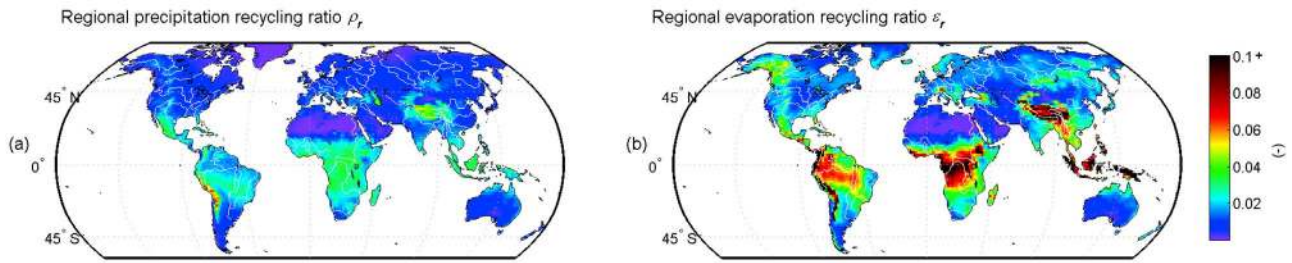 Regional precipitation recycling ratio ρr
Regional evaporation recycling ratio εr
(a)
45° N
0°
45° S
(b)
45° N
0°
45° S
0.1+
0.08
0.06
0.04
0.02
(-)